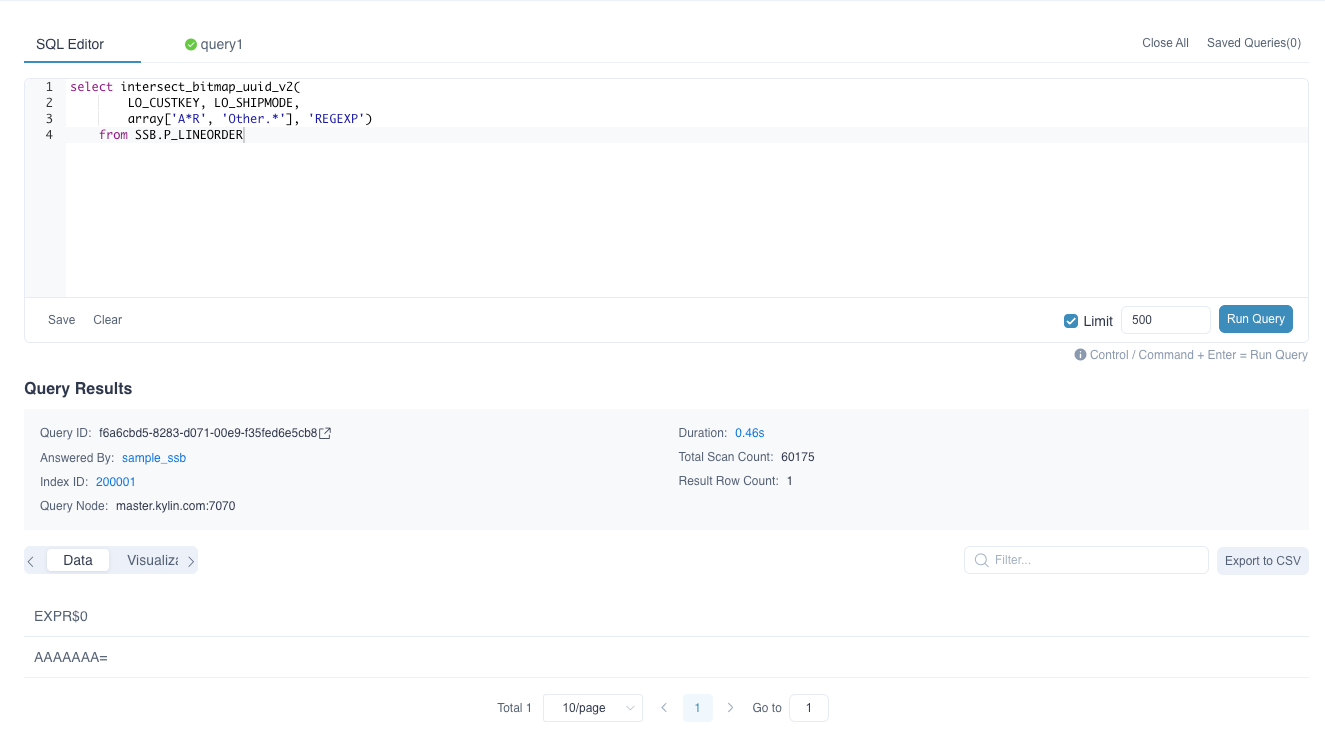 SQL Editor
query1
Close All
Saved Queries(0)
1 select intersect_bitmap_uuid_v2(
2 LO_CUSTKEY, LO_SHIPMODE,
3 array['A*R', 'Other.*'], 'REGEXP')
4 from SSB.P_LINEORDER
Save
Clear
Limit
500
Run Query
Control / Command + Enter = Run Query
Query Results
Query ID: f6a6cbd5-8283-d071-00e9-f35fed6e5cb8
Duration: 0.46s
Answered By: sample_ssb
Total Scan Count: 60175
Index ID: 200001
Result Row Count: 1
Query Node: master.kylin.com:7070
Data
Visualiza
Filter...
Export to CSV
EXPR$0
AAAAAAA=
Total 1
10/page
1
Go to
1